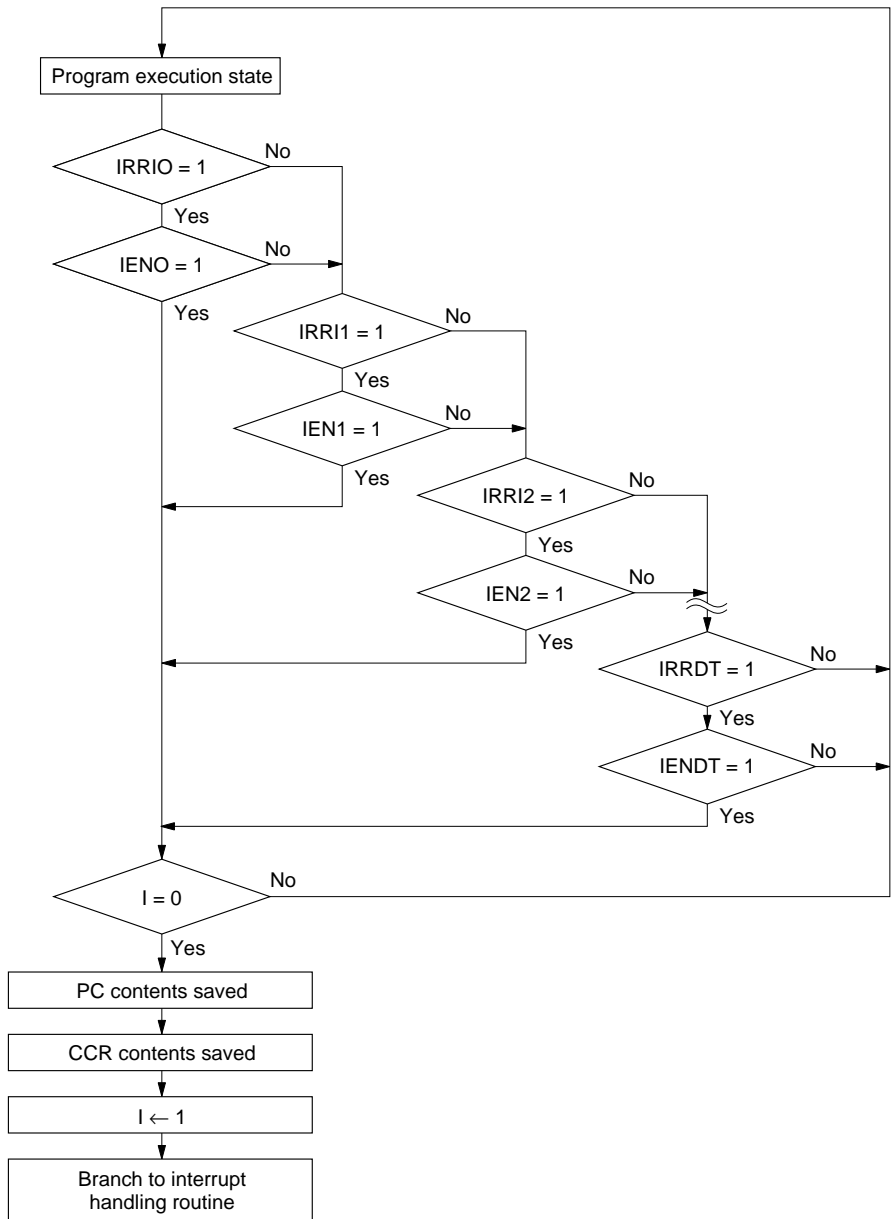 Program execution state
IRRIO = 1
No
Yes
IENO = 1
No
Yes
IRRI1 = 1
No
Yes
IEN1 = 1
No
Yes
IRRI2 = 1
No
Yes
IEN2 = 1
No
Yes
IRRDT = 1
No
Yes
IENDT = 1
No
Yes
I = 0
No
Yes
PC contents saved
CCR contents saved
I ← 1
Branch to interrupt
handling routine